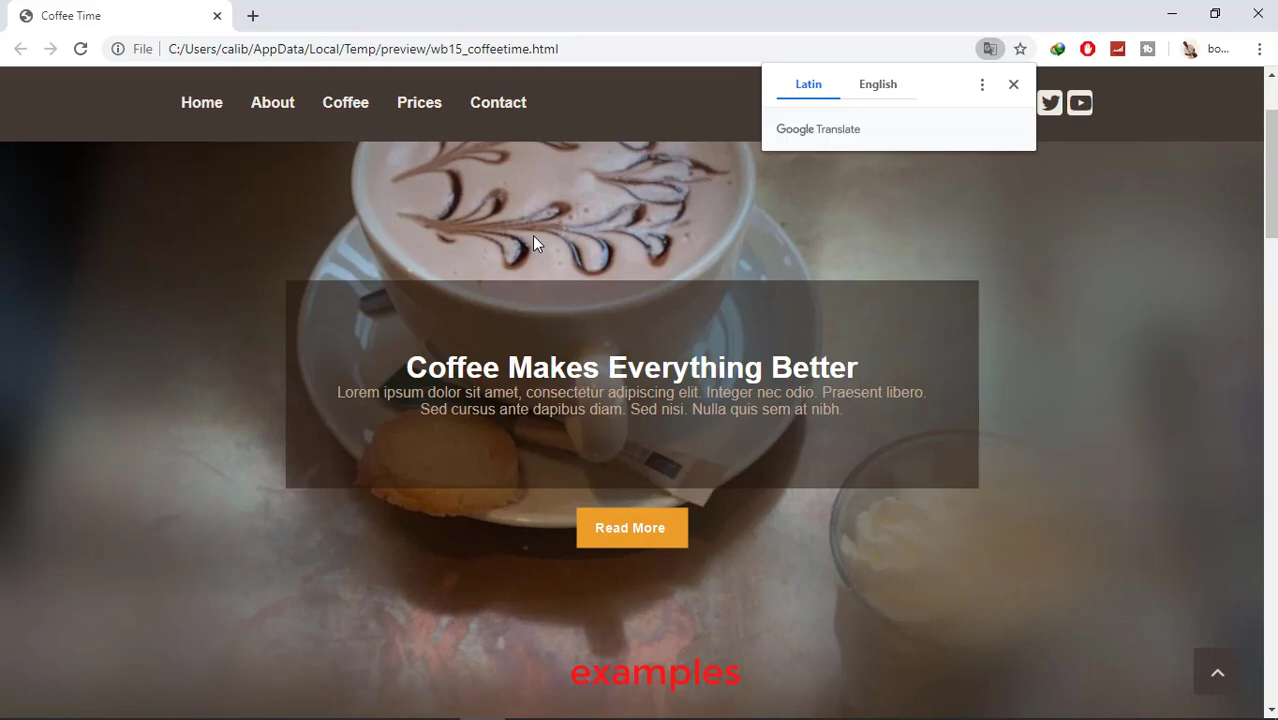 Coffee Time
File
C:/Users/calib/AppData/Local/Temp/preview/wb15_coffeetime.html
bo...
Latin
English
Google Translate
Home
About
Coffee
Prices
Contact
Coffee Makes Everything Better
Lorem ipsum dolor sit amet, consectetur adipiscing elit. Integer nec odio. Praesent libero.
Sed cursus ante dapibus diam. Sed nisi. Nulla quis sem at nibh.
Read More
examples